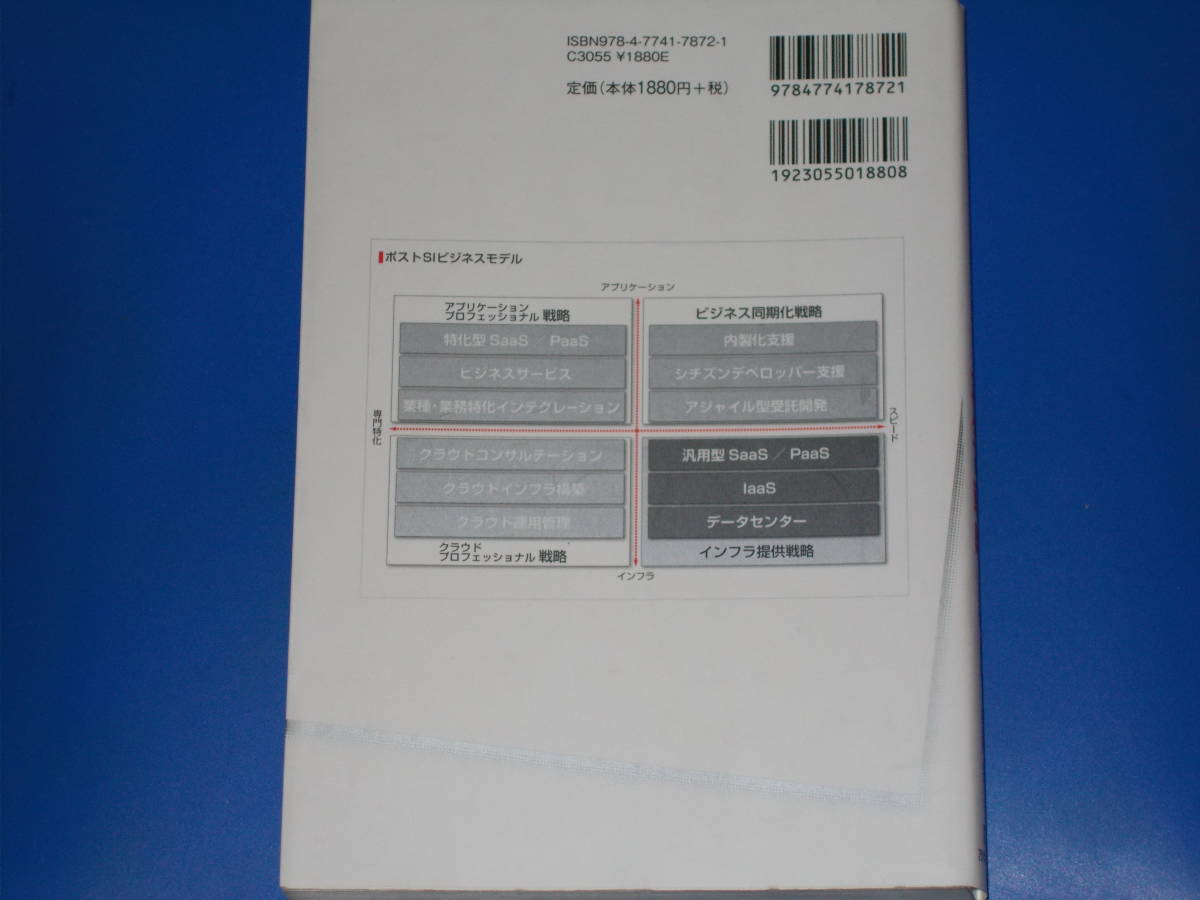 ISBN978-4-7741-7872-1
C3055 ¥1880E
定価(本体1880円+税)
9784774178721
1923055018808
ポストSIビジネスモデル
アプリケーション
アプリケーション
プロフェッショナル 戦略
特化型 SaaS / PaaS
ビジネスサービス
業種・業務特化インテグレーション
ビジネス同期化戦略
内製化支援
シチズンデベロッパー支援
アジャイル型受託開発
専門特化
スピード
クラウドコンサルテーション
クラウドインフラ構築
クラウド運用管理
クラウド
プロフェッショナル 戦略
汎用型 SaaS / PaaS
IaaS
データセンター
インフラ提供戦略
インフラ